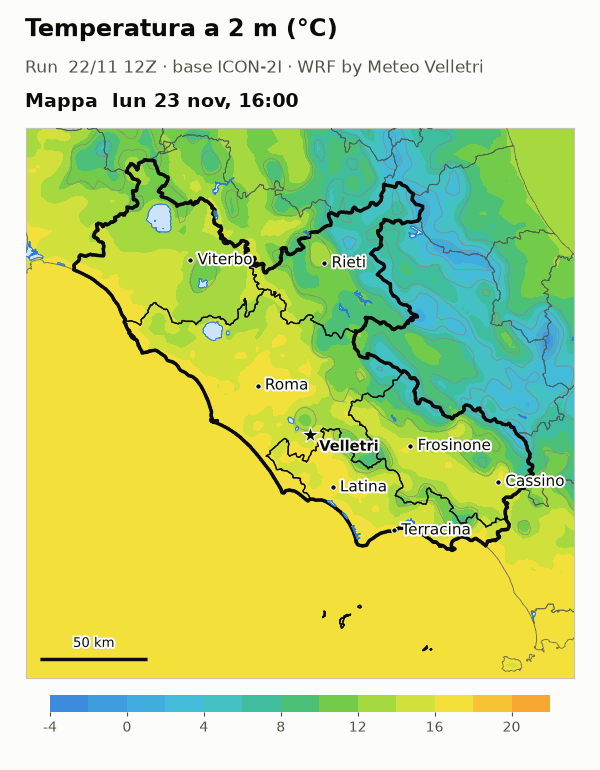 Temperatura a 2 m (°C)
Run  22/11 12Z · base ICON-2I · WRF by Meteo Velletri
Mappa  lun 23 nov, 16:00
Viterbo
Rieti
Roma
Velletri
Frosinone
Latina
Cassino
Terracina
50 km
-4 0 4 8 12 16 20